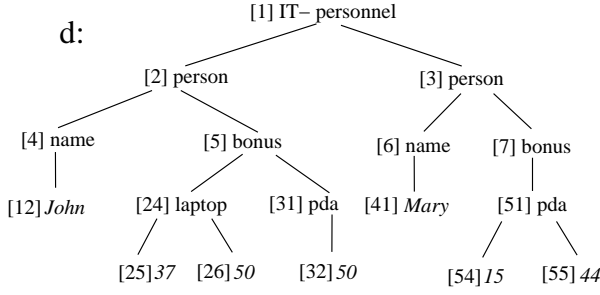 [1] IT– personnel
d:
[2] person [3] person
[4] name [5] bonus [6] name [7] bonus
[12] John [24] laptop [31] pda [41] Mary [51] pda
[25] 37 [26] 50 [32] 50 [54] 15 [55] 44